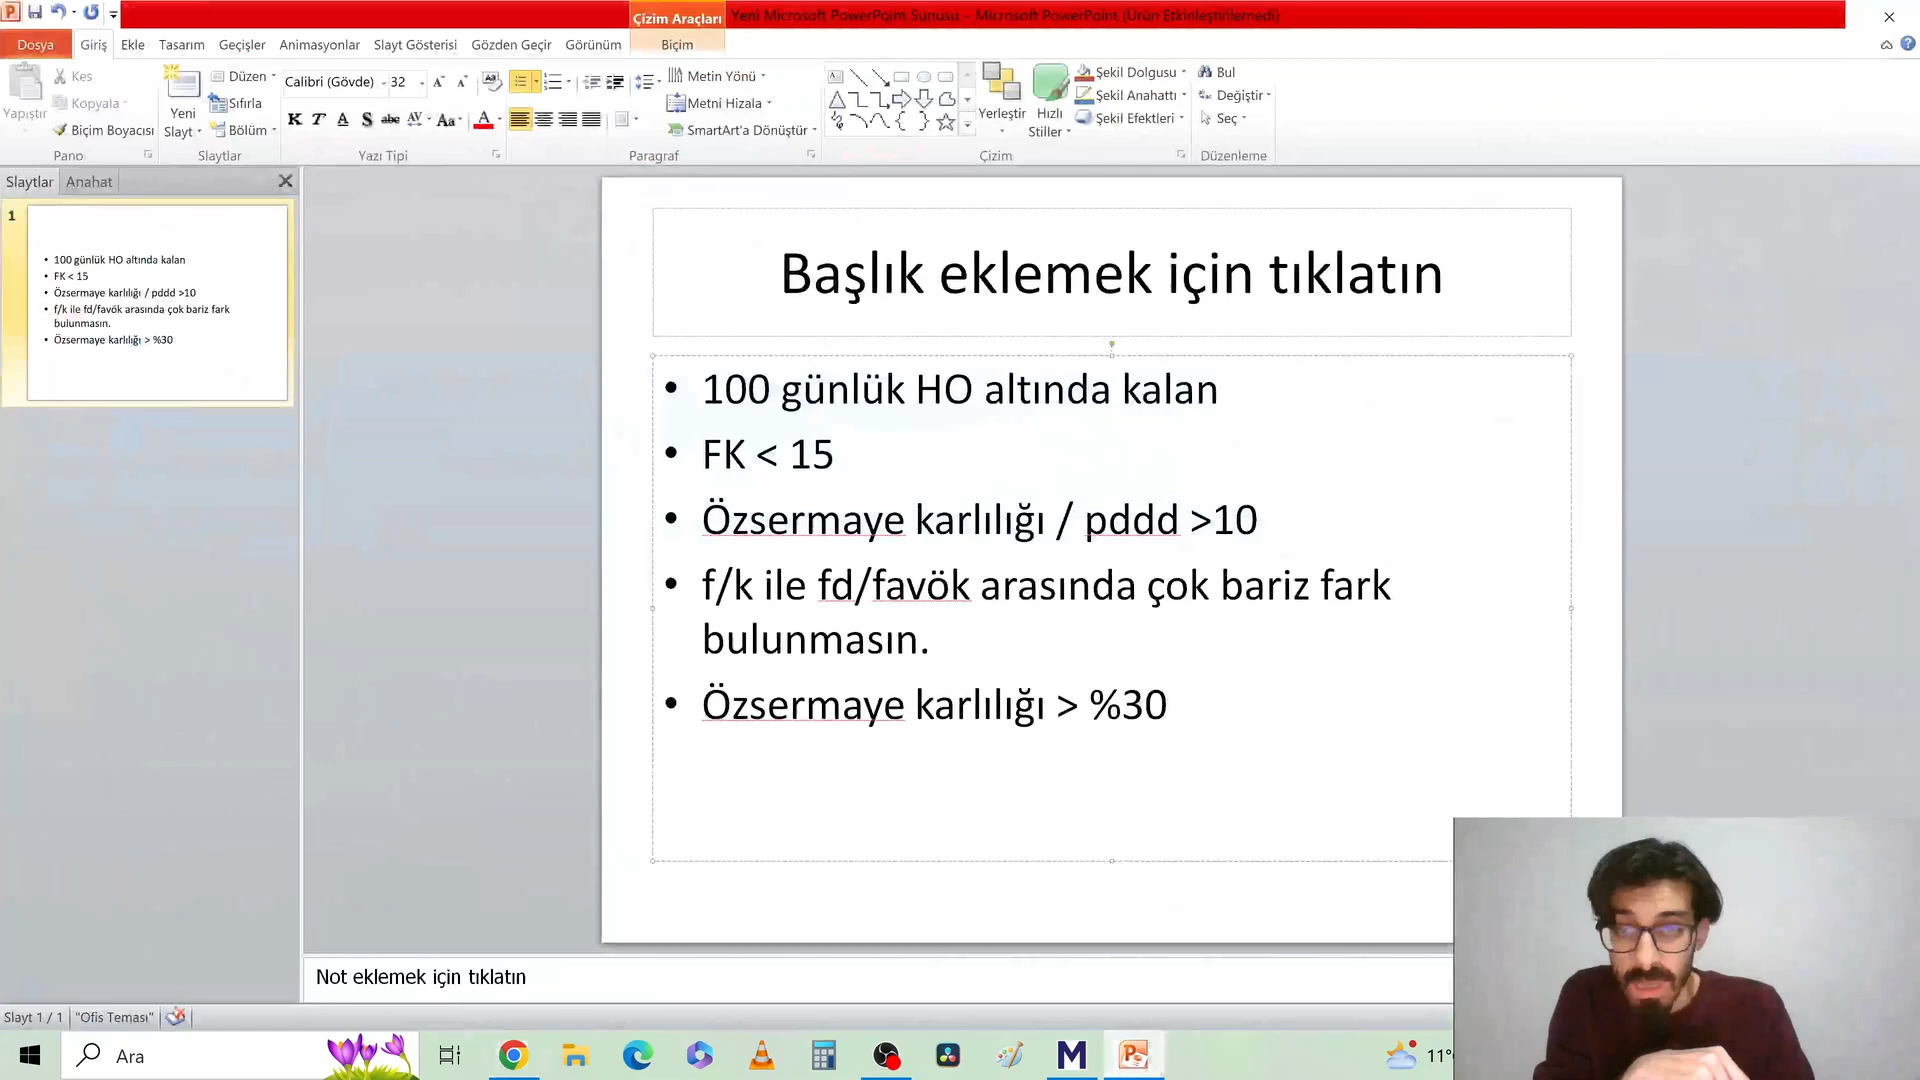 Çizim Araçları
Yeni Microsoft PowerPoint Sunusu - Microsoft PowerPoint (Ürün Etkinleştirilemedi)
Dosya Giriş Ekle Tasarım Geçişler Animasyonlar Slayt Gösterisi Gözden Geçir Görünüm Biçim
Yapıştır
Kes
Kopyala
Biçim Boyacısı
Pano
Yeni
Slayt
Düzen
Sıfırla
Bölüm
Slaytlar
Calibri (Gövde) 32
K T A S abc AV Aa A
Yazı Tipi
Metin Yönü
Metni Hizala
SmartArt'a Dönüştür
Paragraf
Yerleştir
Hızlı
Stiller
Şekil Dolgusu
Şekil Anahattı
Şekil Efektleri
Çizim
Bul
Değiştir
Seç
Düzenleme
Slaytlar Anahat
1
• 100 günlük HO altında kalan
• FK < 15
• Özsermaye karlılığı / pddd >10
• f/k ile fd/favök arasında çok bariz fark
bulunmasın.
• Özsermaye karlılığı > %30
Başlık eklemek için tıklatın
• 100 günlük HO altında kalan
• FK < 15
• Özsermaye karlılığı / pddd >10
• f/k ile fd/favök arasında çok bariz fark
bulunmasın.
• Özsermaye karlılığı > %30
Not eklemek için tıklatın
Slayt 1 / 1 "Ofis Teması"
Ara
11°